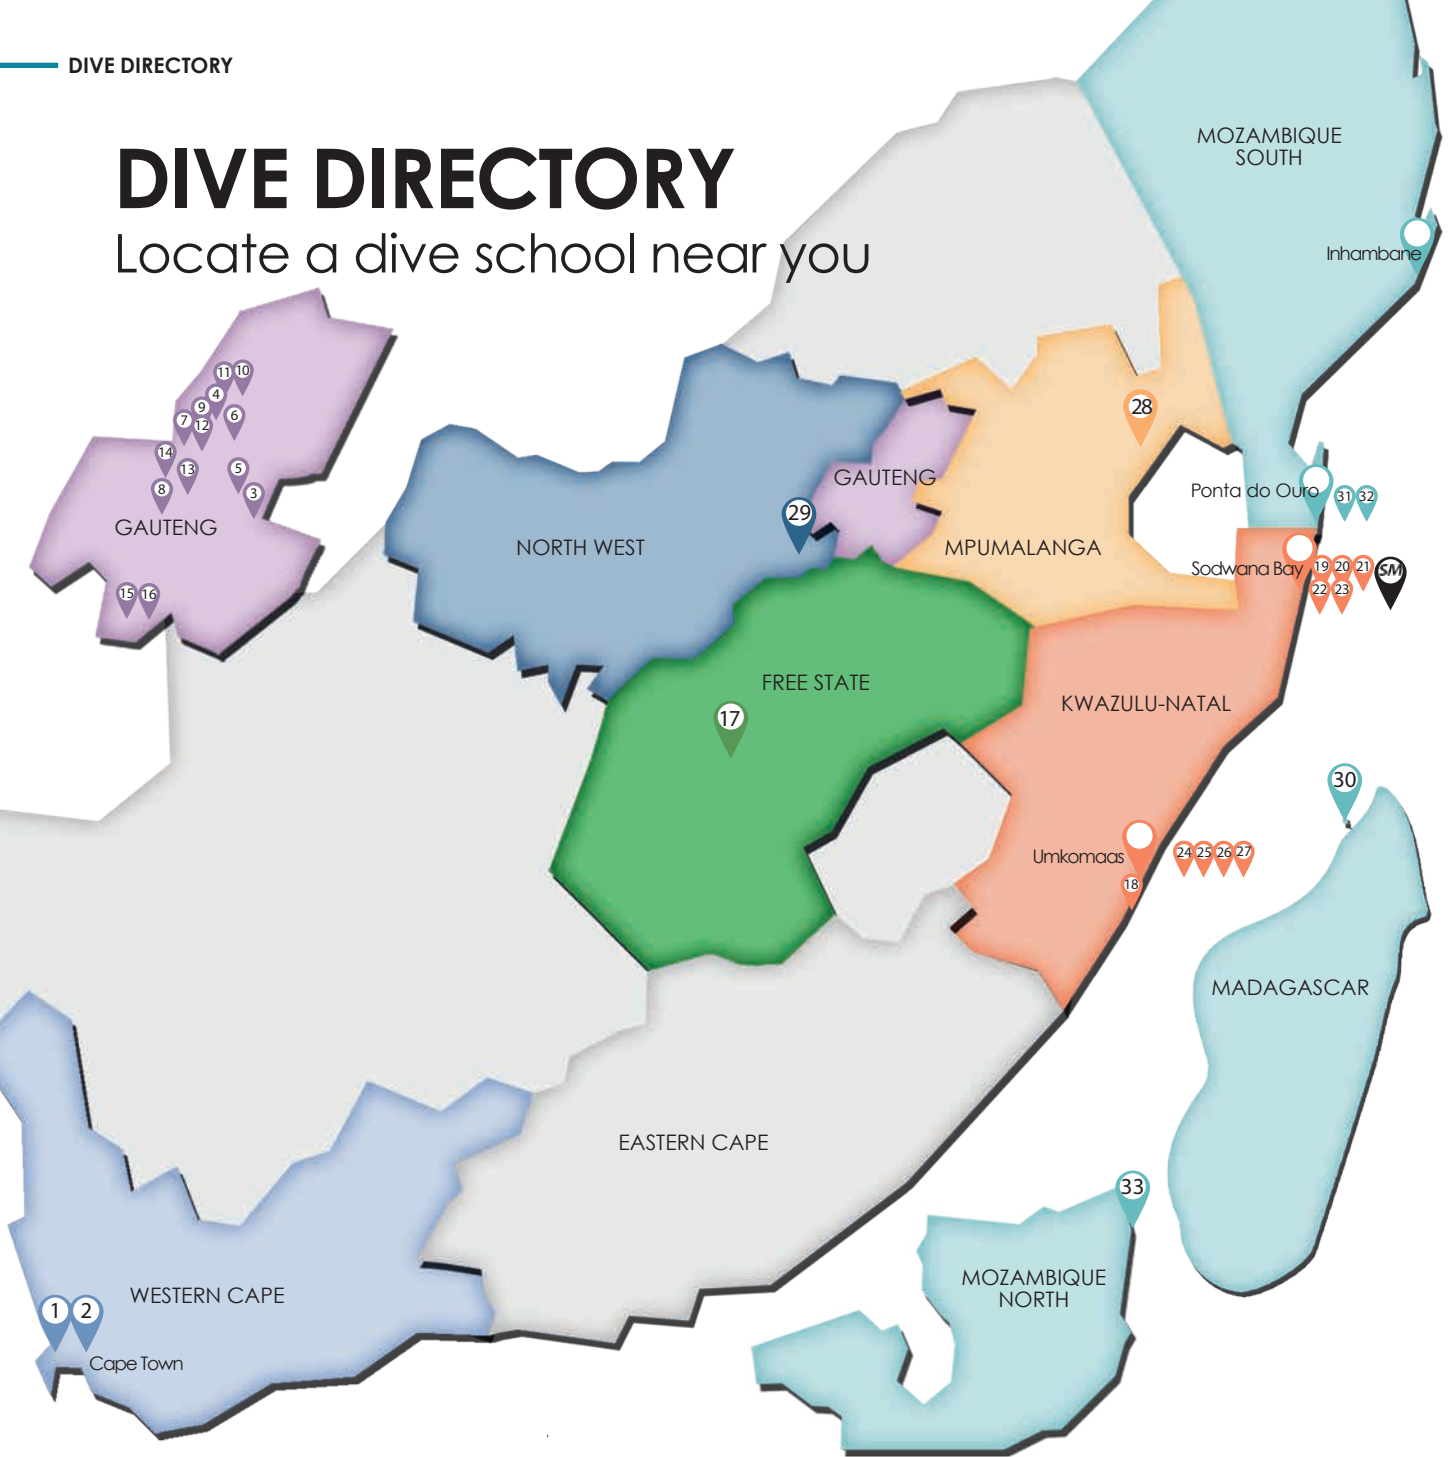 DIVE DIRECTORY
DIVE DIRECTORY
Locate a dive school near you
MOZAMBIQUE
SOUTH
Inhambane
11 10
4
9
7
12
6
14
13
5
8
3
GAUTENG
15 16
28
GAUTENG
29
NORTH WEST
MPUMALANGA
Ponta do Ouro
31 32
Sodwana Bay
19 20 21
SM
22 23
FREE STATE
17
KWAZULU-NATAL
30
Umkomaas
24 25 26 27
18
MADAGASCAR
EASTERN CAPE
33
MOZAMBIQUE
NORTH
WESTERN CAPE
1 2
Cape Town